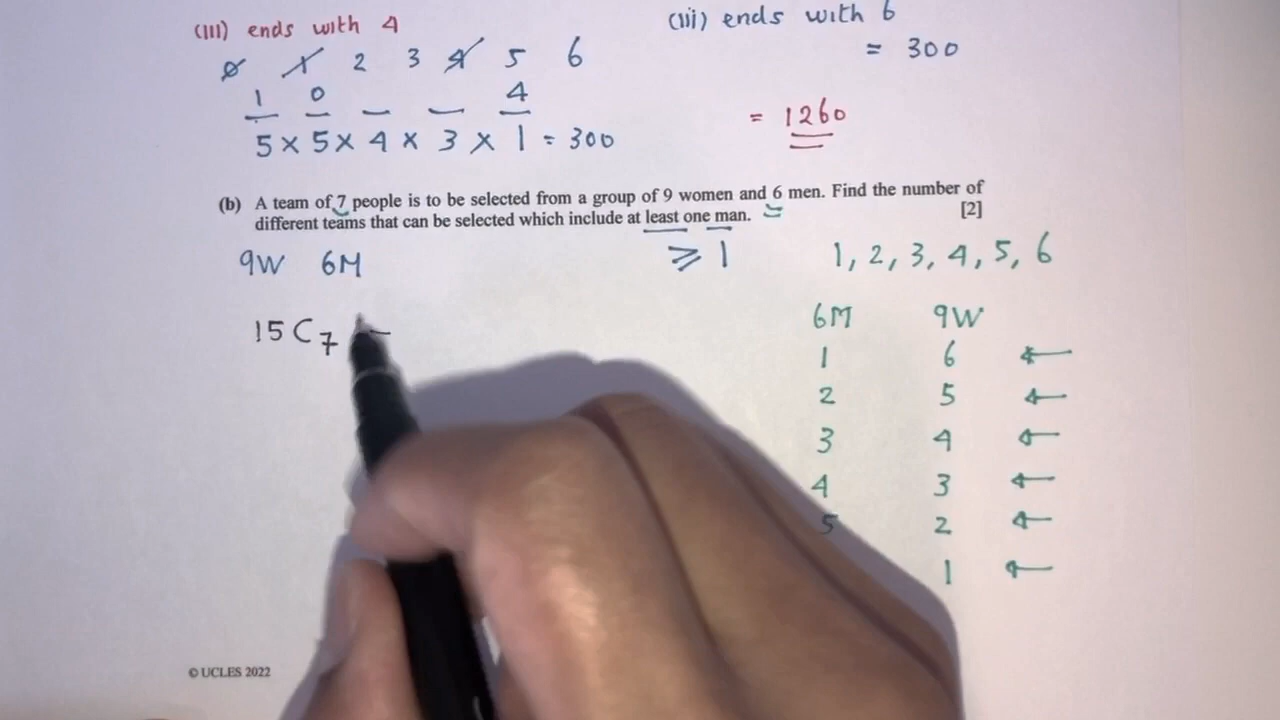 (iii) ends with 4
0 1 2 3 4 5 6
1 0 _ _ 4
5 × 5 × 4 × 3 × 1 = 300
(iii) ends with 6
= 300
= 1260
(b) A team of 7 people is to be selected from a group of 9 women and 6 men. Find the number of
different teams that can be selected which include at least one man. [2]
9W 6M
⩾ 1
1, 2, 3, 4, 5, 6
15C7 -
6M 9W
1 6 ←
2 5 ←
3 4 ←
4 3 ←
5 2 ←
1 ←
© UCLES 2022